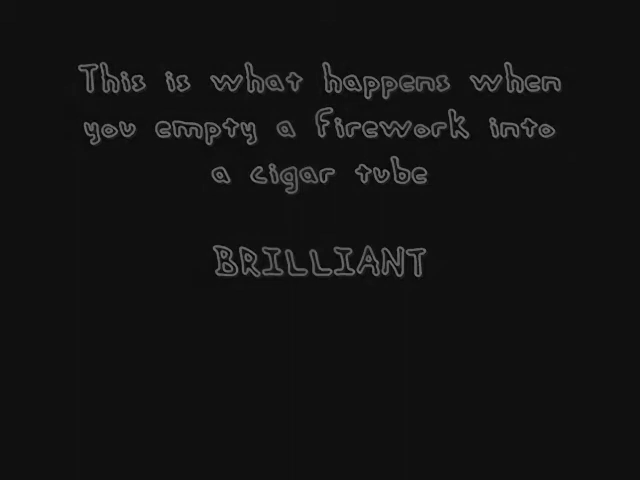 This is what happens when
you empty a firework into
a cigar tube
BRILLIANT